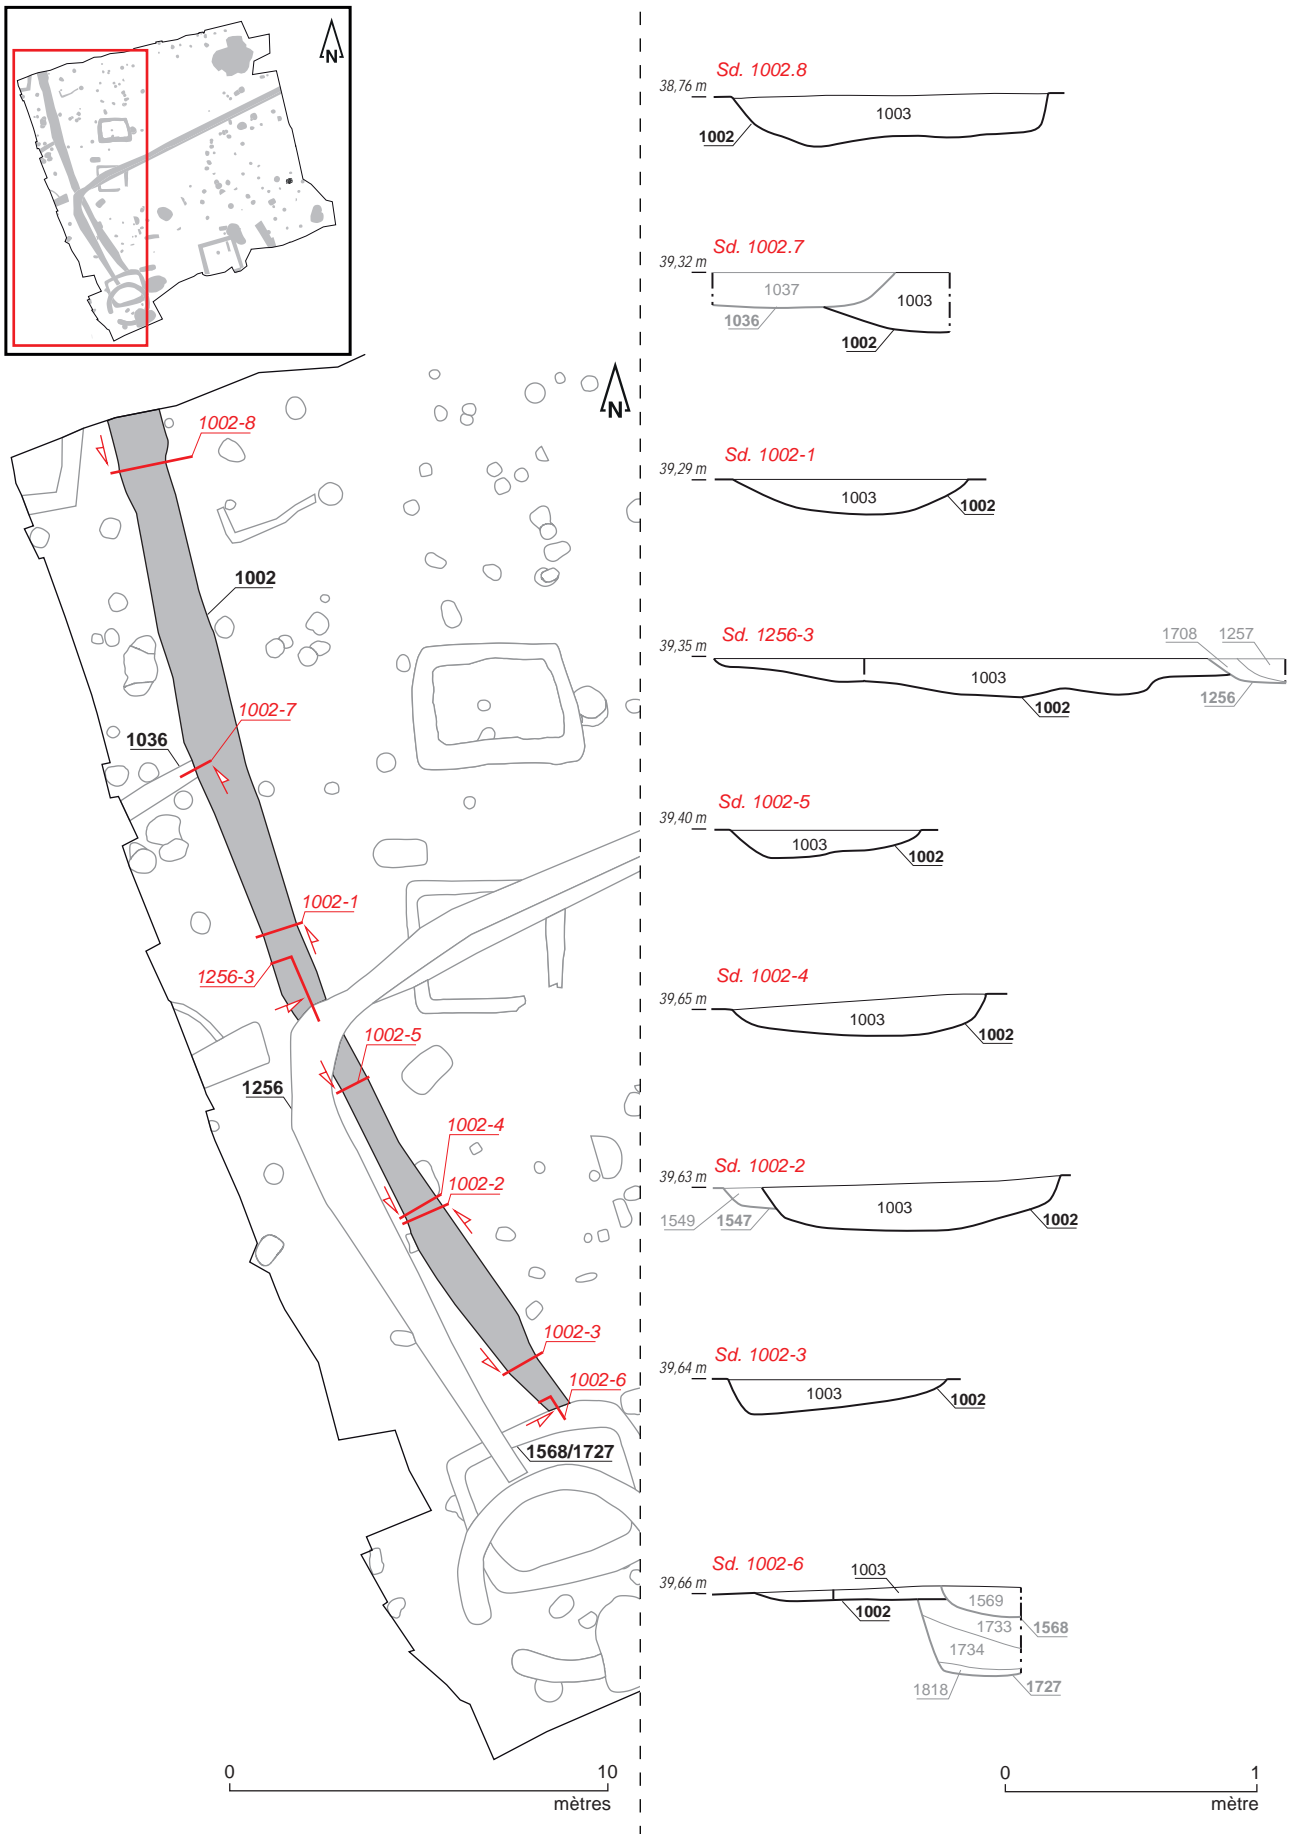 N
N
1002-8
1002
1002-7
1036
1002-1
1256-3
1002-5
1256
1002-4
1002-2
1002-3
1002-6
1568/1727
0 10
mètres
Sd. 1002.8
38,76 m
1003
1002
Sd. 1002.7
39,32 m
1037
1003
1036
1002
Sd. 1002-1
39,29 m
1003
1002
Sd. 1256-3
1708 1257
39,35 m
1003
1256
1002
Sd. 1002-5
39,40 m
1003
1002
Sd. 1002-4
39,65 m
1003
1002
Sd. 1002-2
39,63 m
1003
1549 1547
1002
Sd. 1002-3
39,64 m
1003
1002
Sd. 1002-6
1003
39,66 m
1569
1002
1733 1568
1734
1818 1727
0 1
mètre